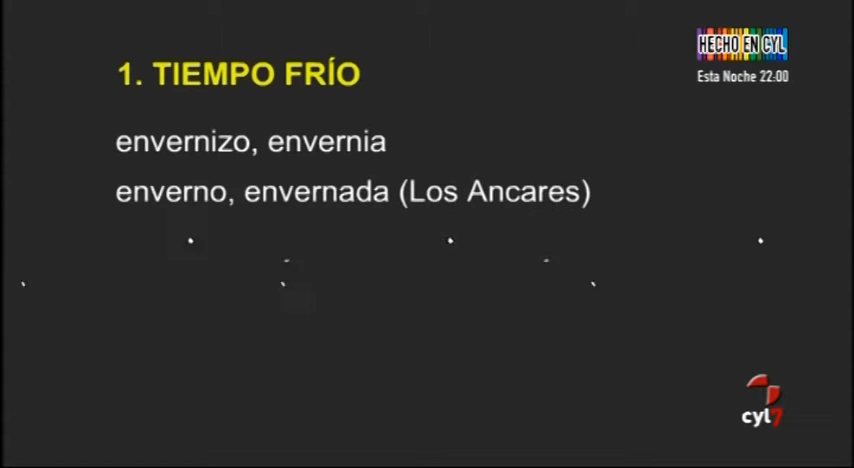 HECHO EN CYL
Esta Noche 22:00
1. TIEMPO FRÍO
envernizo, envernia
enverno, envernada (Los Ancares)
cyl7